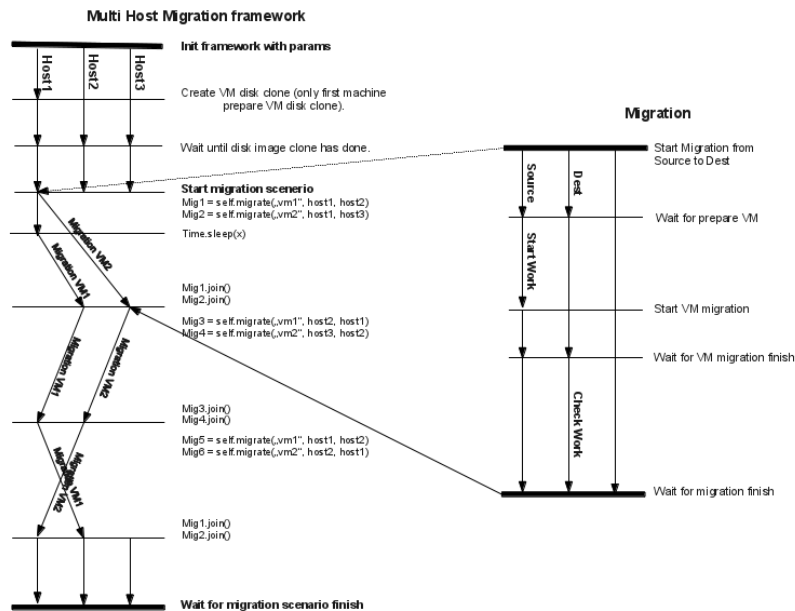 Multi Host Migration framework
Init framework with params
Host1
Host2
Host3
Create VM disk clone (only first machine
prepare VM disk clone).
Wait until disk image clone has done.
Start migration scenerio
Mig1 = self.migrate(„vm1", host1, host2)
Mig2 = self.migrate(„vm2", host1, host3)
Time.sleep(x)
Migration VM2
Migration VM1
Mig1.join()
Mig2.join()
Mig3 = self.migrate(„vm1", host2, host1)
Mig4 = self.migrate(„vm2", host3, host2)
Migration VM1
Migration VM2
Mig3.join()
Mig4.join()
Mig5 = self.migrate(„vm1", host1, host2)
Mig6 = self.migrate(„vm2", host2, host1)
Migration VM1
Migration VM2
Mig1.join()
Mig2.join()
Wait for migration scenario finish
Migration
Start Migration from
Source to Dest
Source
Dest
Wait for prepare VM
Start Work
Start VM migration
Wait for VM migration finish
Check Work
Wait for migration finish